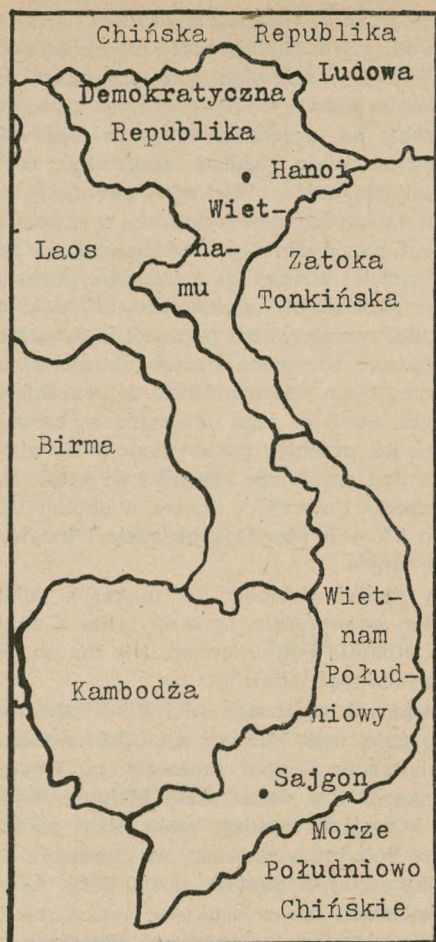 Chińska Republika
Ludowa
Demokratyczna
Republika
Hanoi
Wiet-
na-
mu
Laos
Zatoka
Tonkińska
Birma
Wiet-
nam
Połud-
niowy
Kambodża
Sajgon
Morze
Południowo
Chińskie